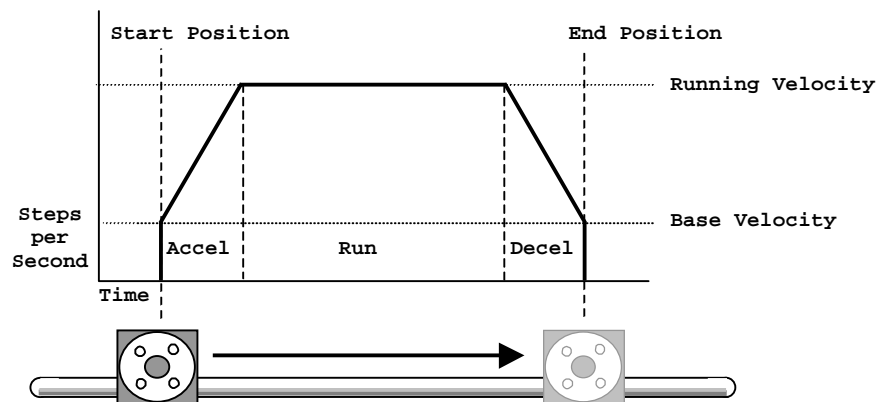 Start Position
End Position
Running Velocity
Steps
per
Second
Base Velocity
Accel
Run
Decel
Time